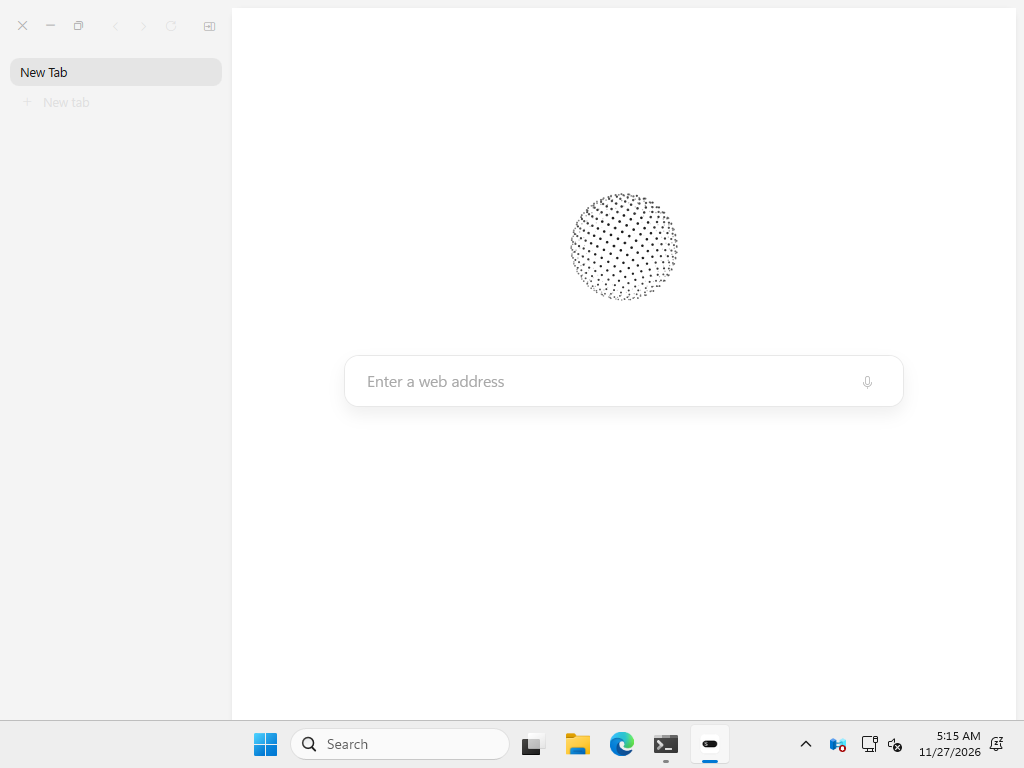 New Tab
+ New tab
Enter a web address
Search
5:15 AM
11/27/2026